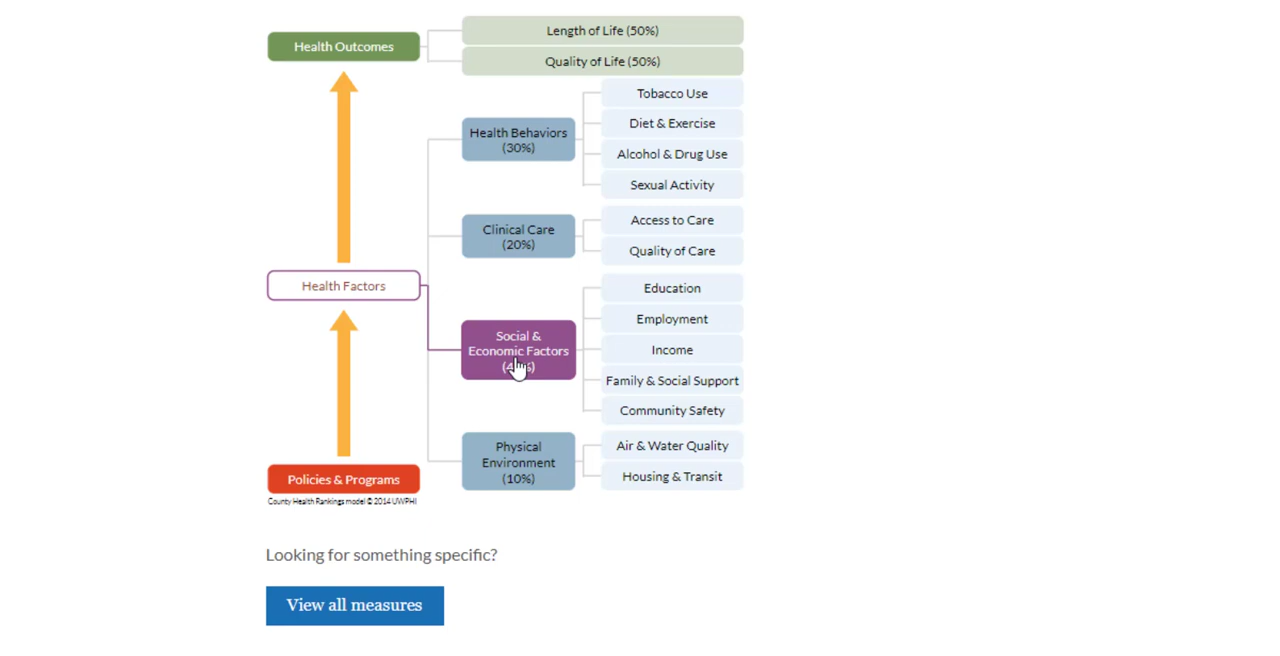 Health Outcomes
Length of Life (50%)
Quality of Life (50%)
Health Behaviors
(30%)
Tobacco Use
Diet & Exercise
Alcohol & Drug Use
Sexual Activity
Clinical Care
(20%)
Access to Care
Quality of Care
Health Factors
Social &
Economic Factors
Education
Employment
Income
Family & Social Support
Community Safety
Physical
Environment
(10%)
Air & Water Quality
Housing & Transit
Policies & Programs
County Health Rankings model © 2014 UWPHI
Looking for something specific?
View all measures